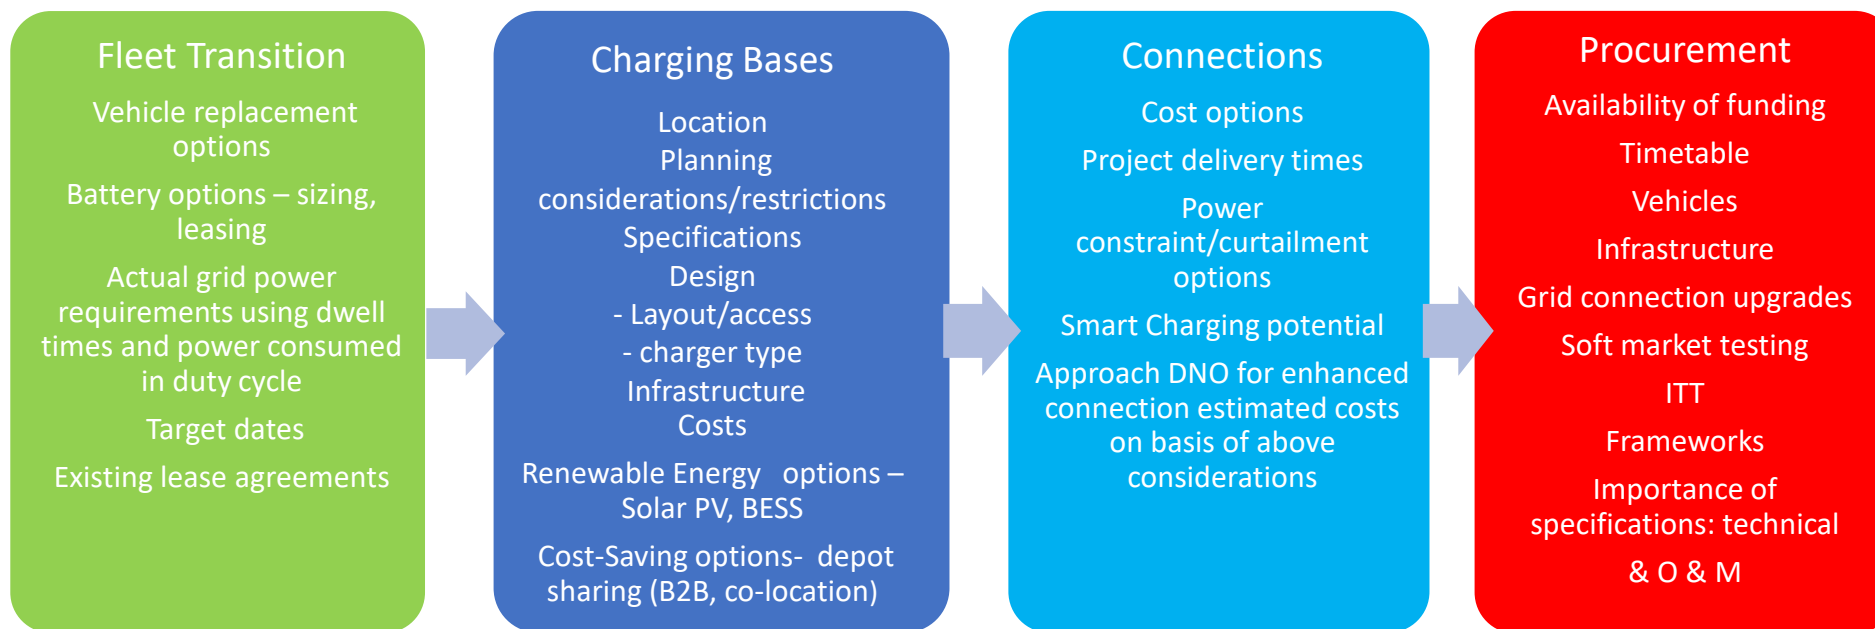 Fleet Transition
Vehicle replacement
options
Battery options – sizing,
leasing
Actual grid power
requirements using dwell
times and power consumed
in duty cycle
Target dates
Existing lease agreements
Charging Bases
Location
Planning
considerations/restrictions
Specifications
Design
- Layout/access
- charger type
Infrastructure
Costs
Renewable Energy options –
Solar PV, BESS
Cost-Saving options- depot
sharing (B2B, co-location)
Connections
Cost options
Project delivery times
Power
constraint/curtailment
options
Smart Charging potential
Approach DNO for enhanced
connection estimated costs
on basis of above
considerations
Procurement
Availability of funding
Timetable
Vehicles
Infrastructure
Grid connection upgrades
Soft market testing
ITT
Frameworks
Importance of
specifications: technical
& O & M